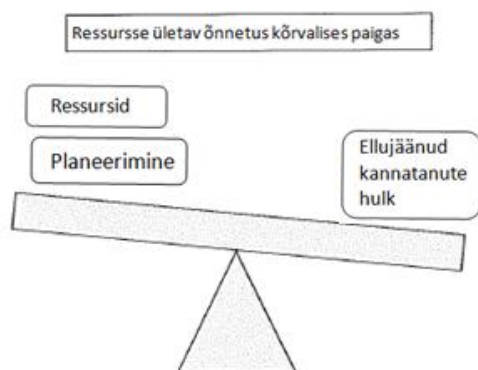 Ressursse ületav õnnetus kõrvalises paigas
Ressursid
Planeerimine
Ellujäänud
kannatanute
hulk